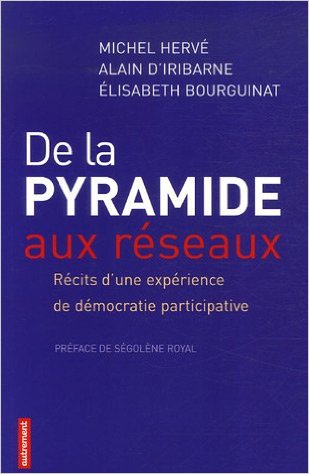 MICHEL HERVÉ
ALAIN D'IRIBARNE
ÉLISABETH BOURGUINAT
De la
PYRAMIDE
aux réseaux
Récits d'une expérience
de démocratie participative
PRÉFACE DE SÉGOLÈNE ROYAL
autrement